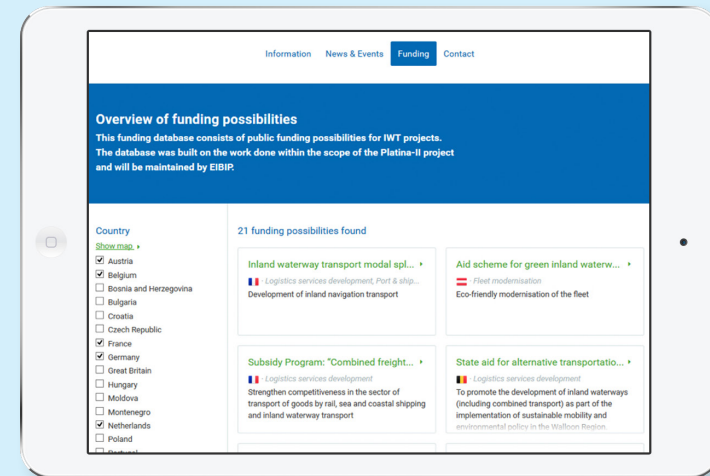 Information News & Events Funding Contact
Overview of funding possibilities
This funding database consists of public funding possibilities for IWT projects.
The database was built on the work done within the scope of the Platina-II project
and will be maintained by EIBIP.
Country
Show map
Austria
Belgium
Bosnia and Herzegovina
Bulgaria
Croatia
Czech Republic
France
Germany
Great Britain
Hungary
Moldova
Montenegro
Netherlands
Poland
Portugal
21 funding possibilities found
Inland waterway transport modal spl...
- Logistics services development, Port & ship...
Development of inland navigation transport
Aid scheme for green inland waterw...
- Fleet modernisation
Eco-friendly modernisation of the fleet
Subsidy Program: "Combined freight...
- Logistics services development
Strengthen competitiveness in the sector of
transport of goods by rail, sea and coastal shipping
and inland waterway transport
State aid for alternative transportatio...
- Logistics services development
To promote the development of inland waterways
(including combined transport) as part of the
implementation of sustainable mobility and
environmental policy in the Walloon Region.